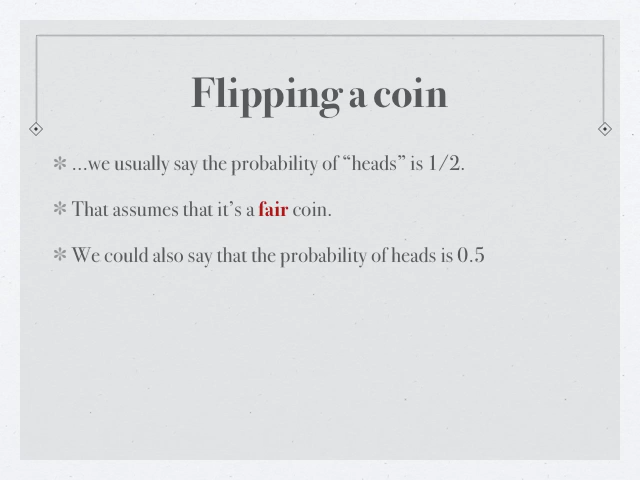 Flipping a coin
...we usually say the probability of “heads” is 1/2.
That assumes that it’s a fair coin.
We could also say that the probability of heads is 0.5